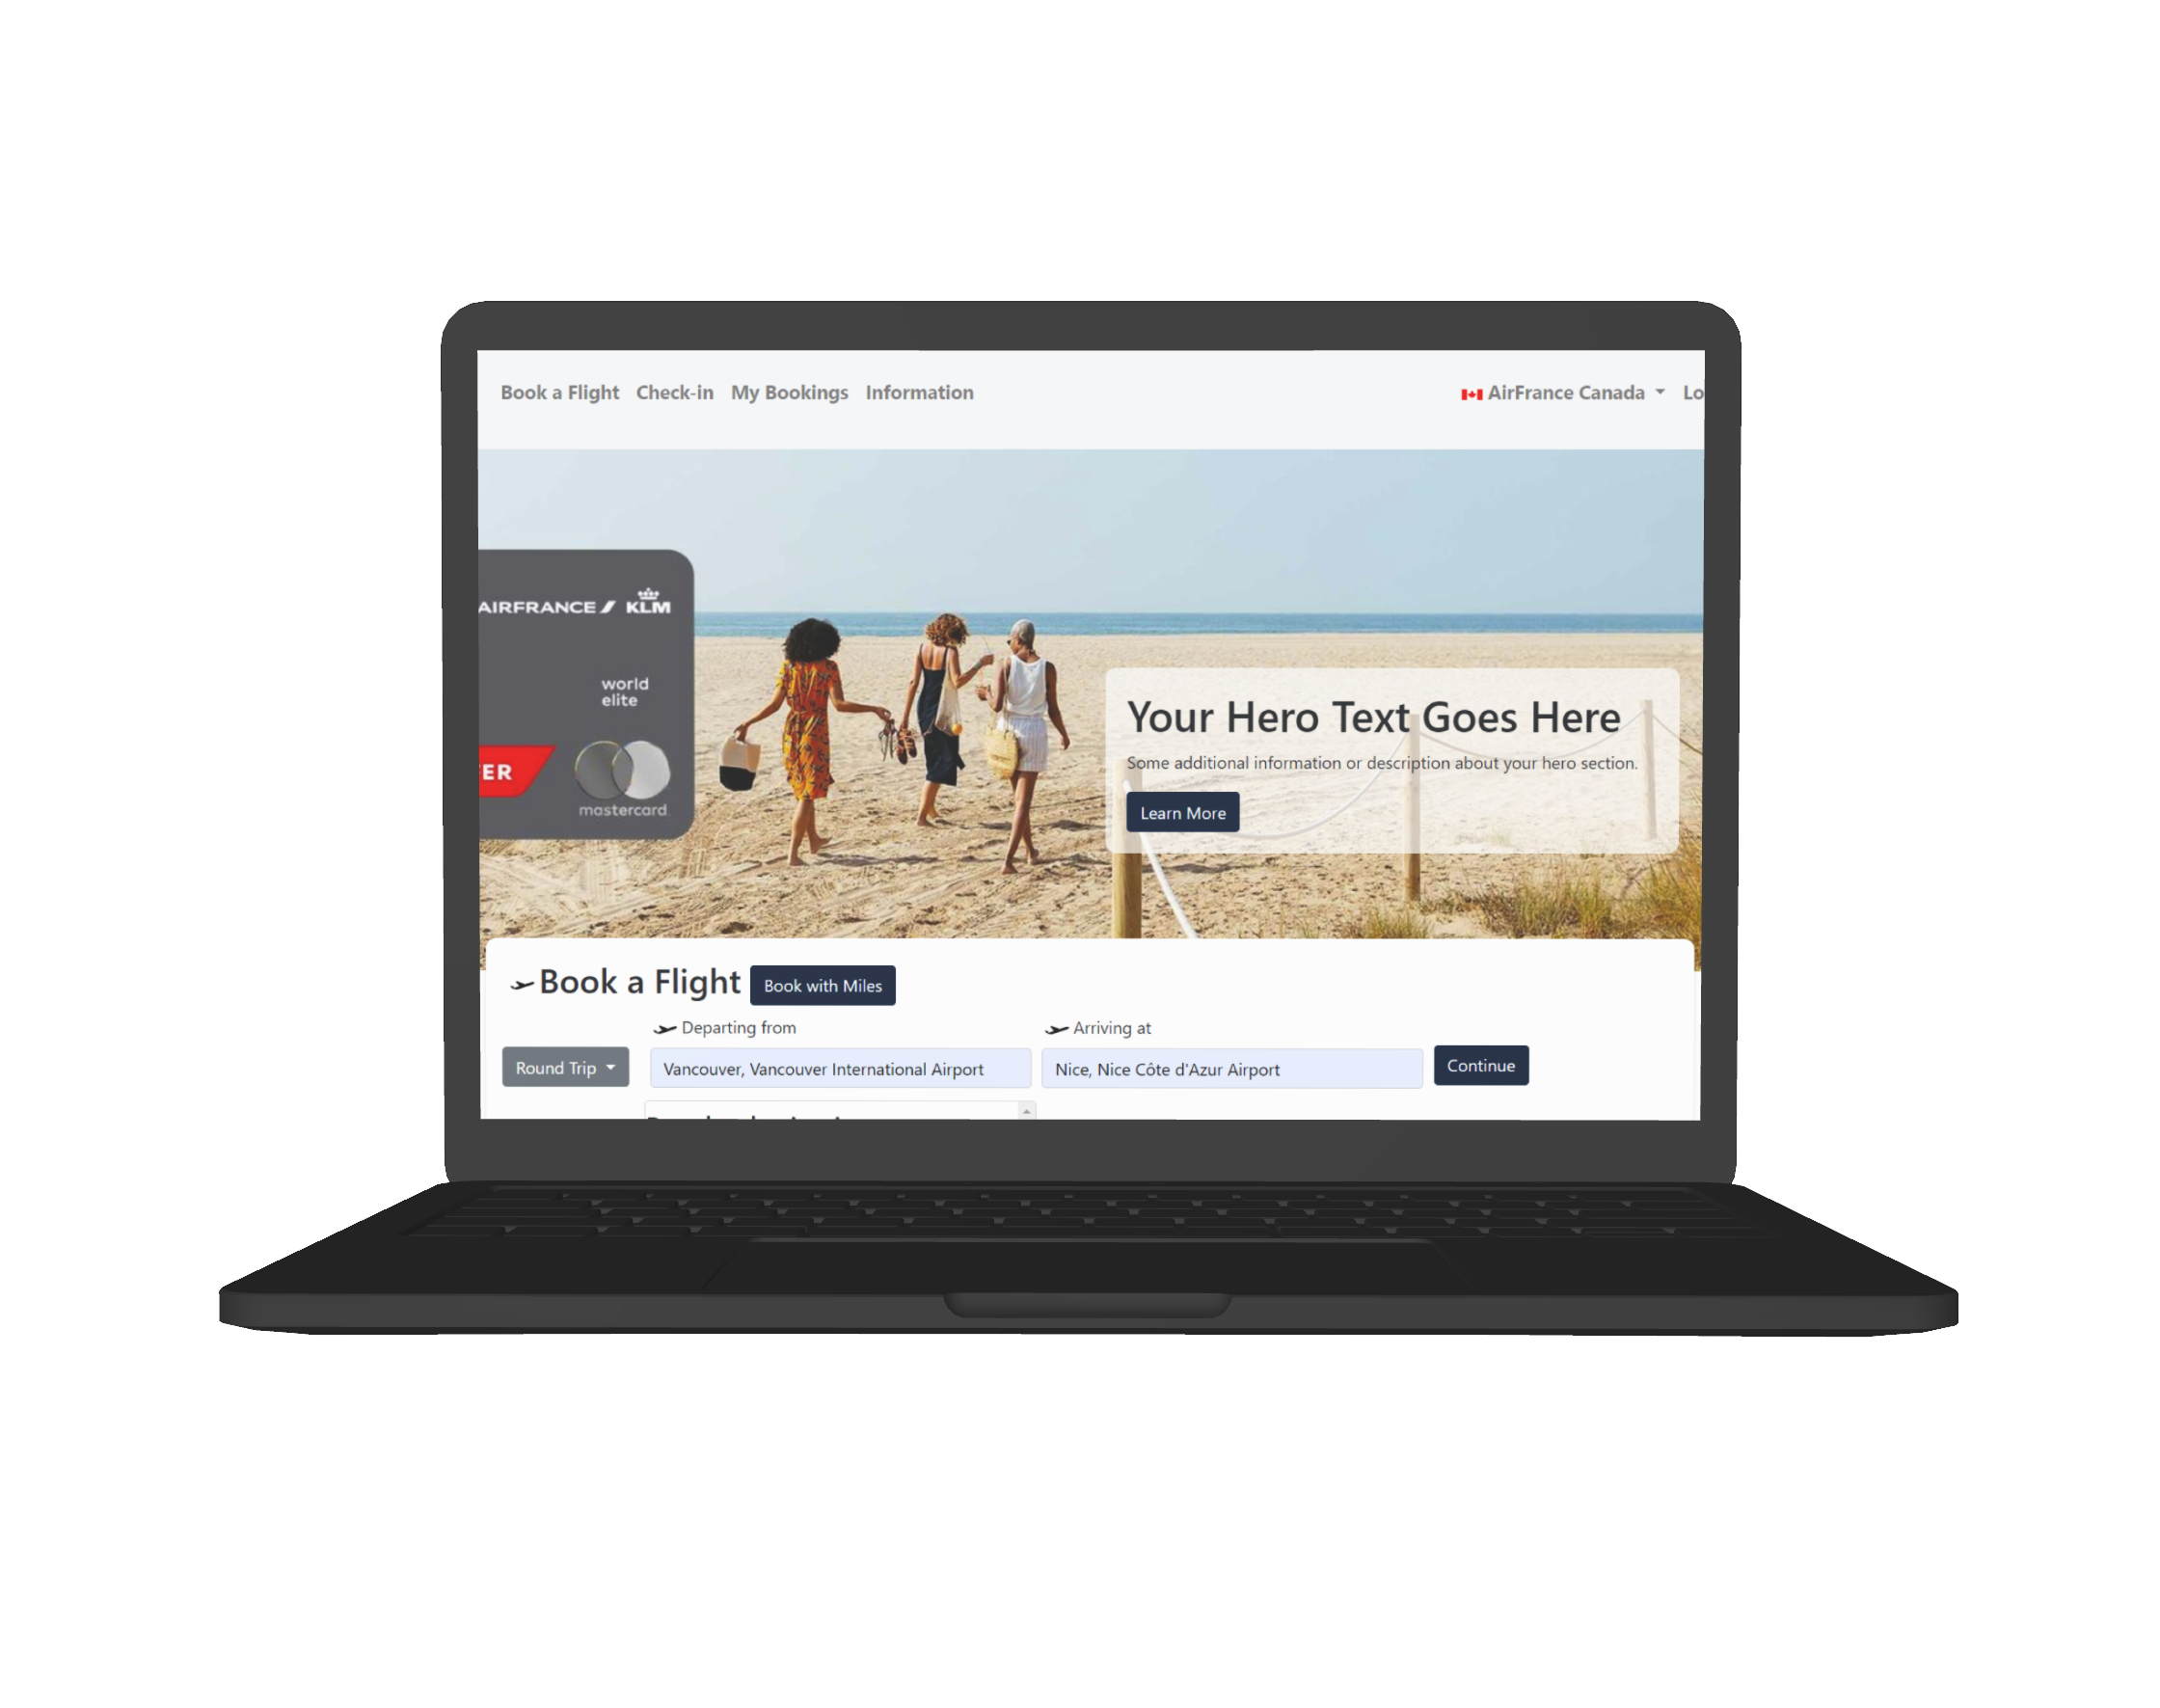 Book a Flight Check-in My Bookings Information AirFrance Canada Lo
AIRFRANCE KLM
world
elite
ER
mastercard
Your Hero Text Goes Here
Some additional information or description about your hero section.
Learn More
Book a Flight Book with Miles
Departing from Arriving at
Round Trip Vancouver, Vancouver International Airport Nice, Nice Côte d'Azur Airport Continue